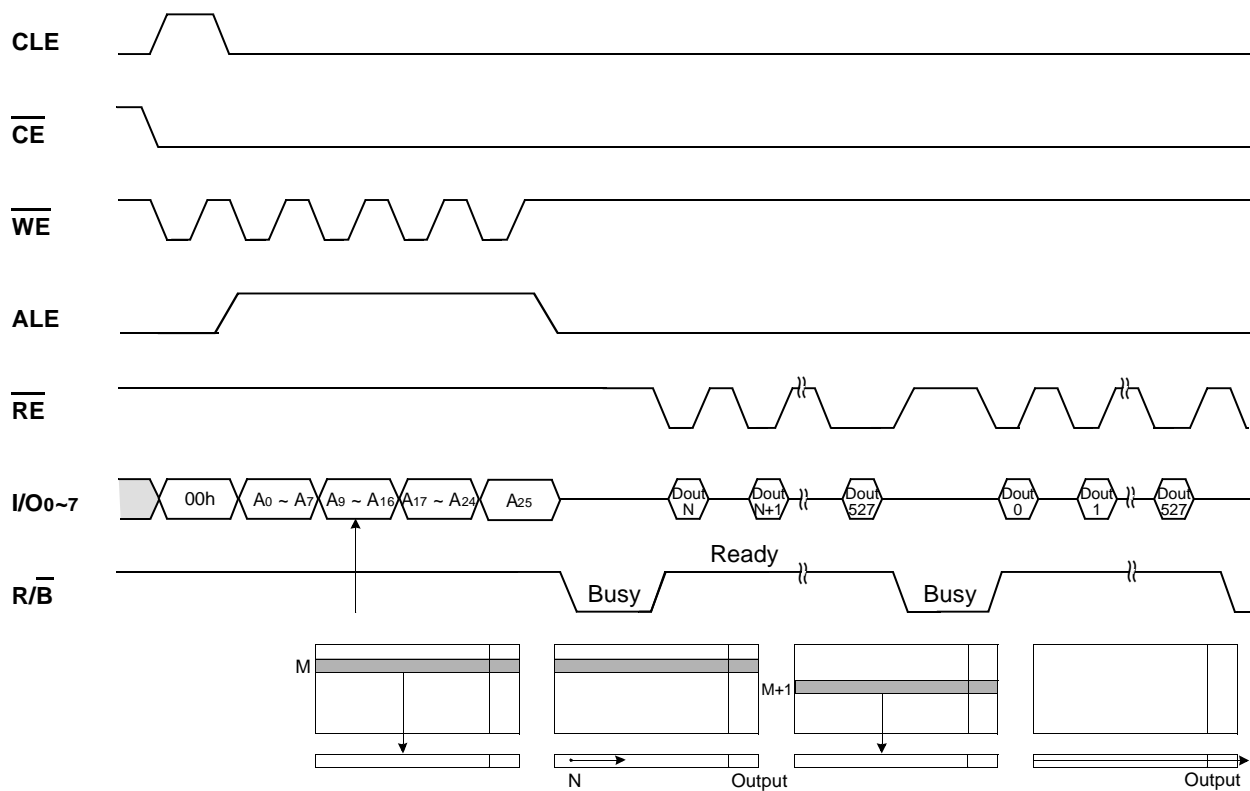 CLE
CE
WE
ALE
RE
I/O0~7 00h A0 ~ A7 A9 ~ A16 A17 ~ A24 A25 Dout N Dout N+1 Dout 527 Dout 0 Dout 1 Dout 527
Ready
R/B Busy Busy
M
M+1
N Output Output